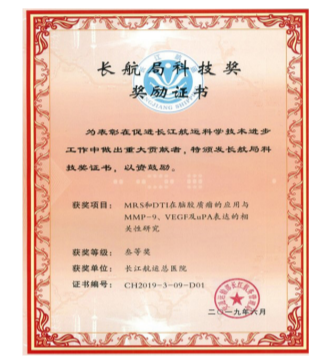 长航局科技奖
奖励证书
为表彰在促进长江航运科学技术进步
工作中做出重大贡献者，特颁发长航局科
技奖证书，以资鼓励。
获奖项目： MRS和DTI在脑胶质瘤的应用与
MMP-9、VEGF及uPA表达的相
关性研究
获奖等级： 叁等奖
获奖单位： 长江航运总医院
证书编号： CH2019-3-09-D01
二〇一九年六月